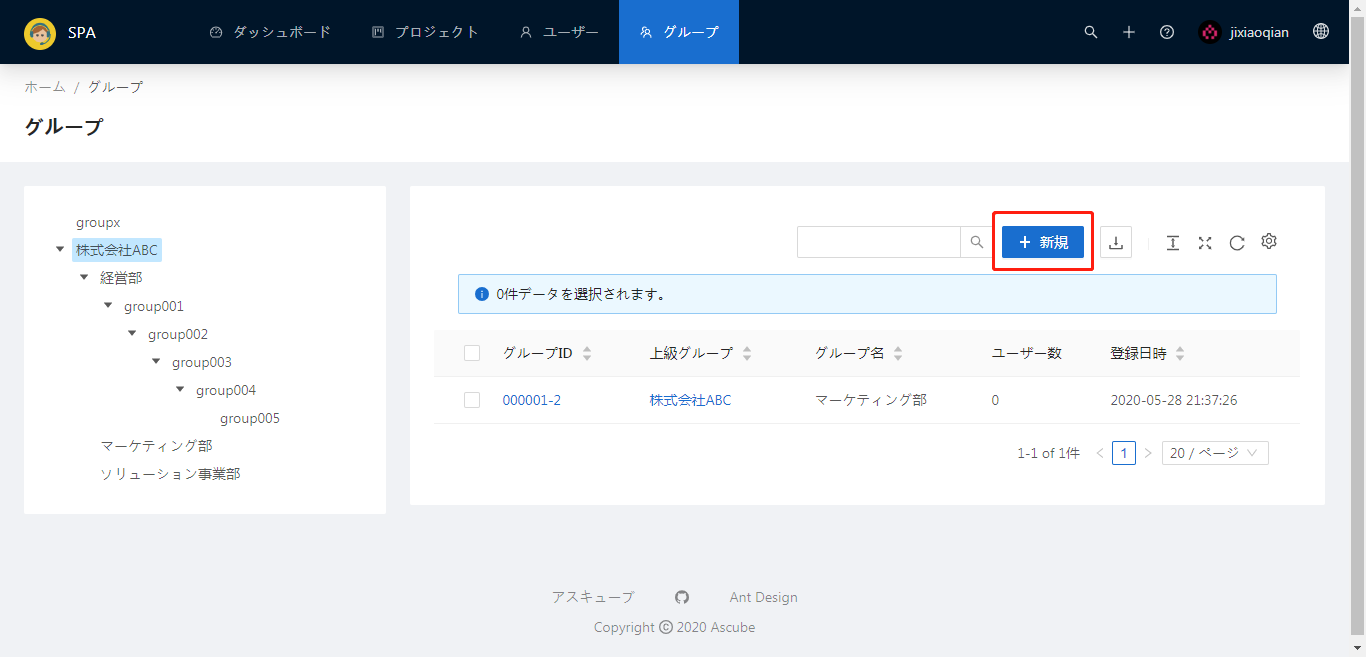 SPA ダッシュボード プロジェクト ユーザー グループ jixiaoqian
ホーム / グループ
グループ
groupx
株式会社ABC
経営部
group001
group002
group003
group004
group005
マーケティング部
ソリューション事業部
新規
0件データを選択されます。
グループID 上級グループ グループ名 ユーザー数 登録日時
000001-2 株式会社ABC マーケティング部 0 2020-05-28 21:37:26
1-1 of 1件 < 1 > 20 / ページ
アスキューブ Ant Design
Copyright © 2020 Ascube